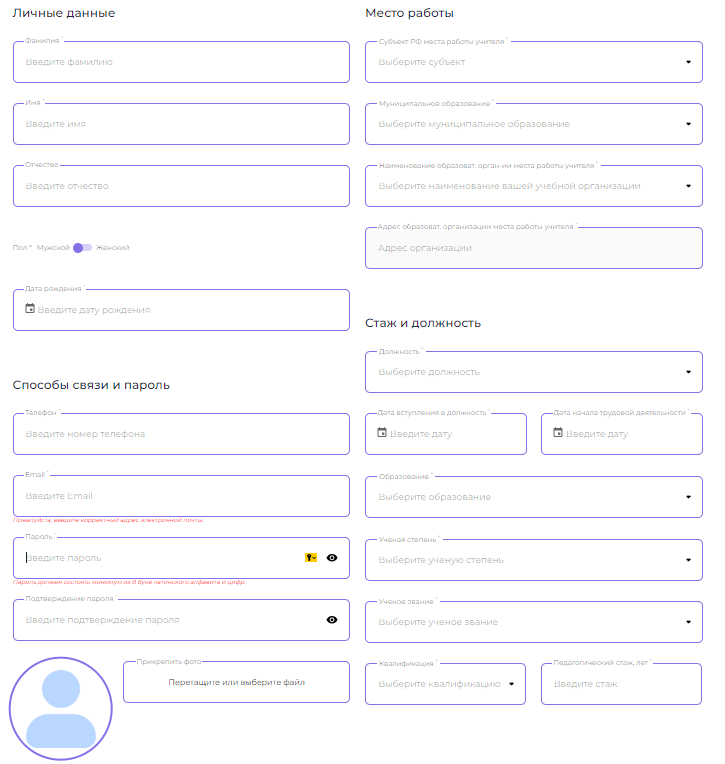 Личные данные
Фамилия *
Введите фамилию
Имя *
Введите имя
Отчество
Введите отчество
Пол * Мужской Женский
Дата рождения *
Введите дату рождения
Способы связи и пароль
Телефон *
Введите номер телефона
Email *
Введите Email
Пожалуйста, введите корректный адрес электронной почты.
Пароль *
Введите пароль
Пароль должен состоять минимум из 8 букв латинского алфавита и цифр.
Подтверждение пароля *
Введите подтверждение пароля
Прикрепить фото
Перетащите или выберите файл
Место работы
Субъект РФ места работы учителя *
Выберите субъект
Муниципальное образование *
Выберите муниципальное образование
Наименование образоват. орган-ии места работы учителя *
Выберите наименование вашей учебной организации
Адрес образоват. организации места работы учителя *
Адрес организации
Стаж и должность
Должность *
Выберите должность
Дата вступления в должность *
Введите дату
Дата начала трудовой деятельности *
Введите дату
Образование *
Выберите образование
Ученая степень *
Выберите ученую степень
Ученое звание *
Выберите ученое звание
Квалификация *
Выберите квалификацию
Педагогический стаж, лет *
Введите стаж